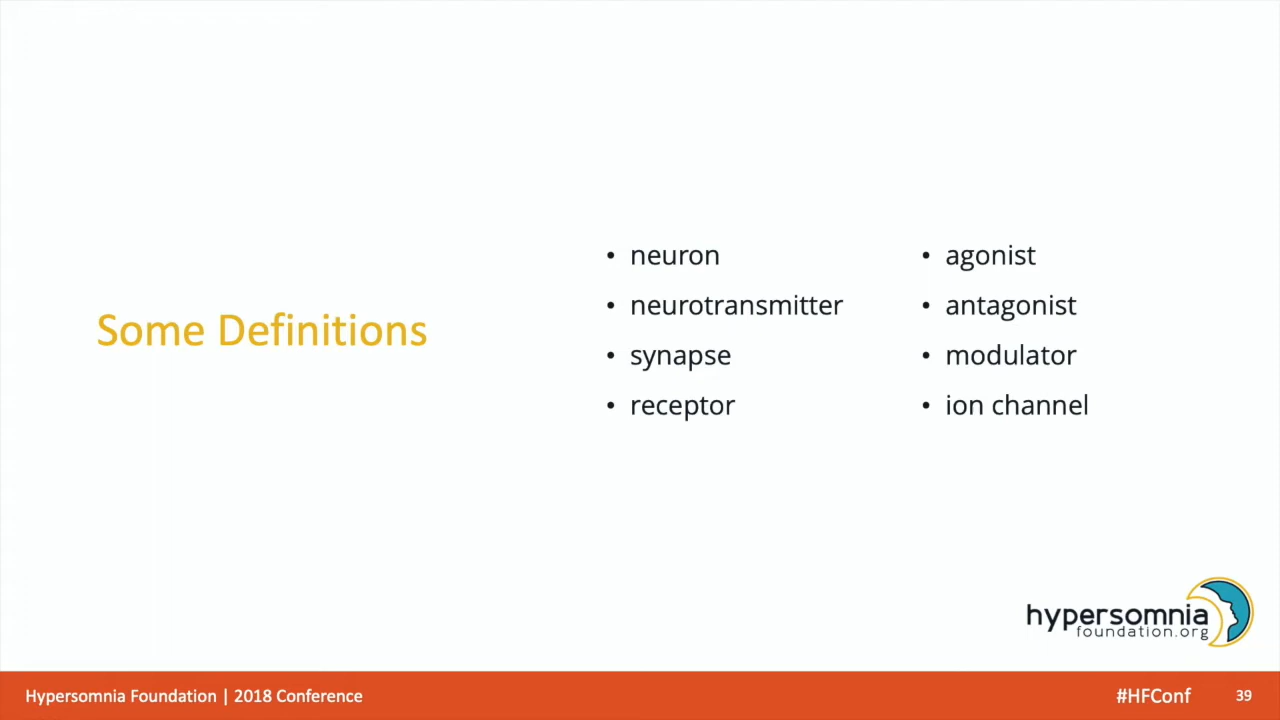 Some Definitions
• neuron
• neurotransmitter
• synapse
• receptor
• agonist
• antagonist
• modulator
• ion channel
hypersomnia
foundation.org
Hypersomnia Foundation | 2018 Conference
#HFConf
39